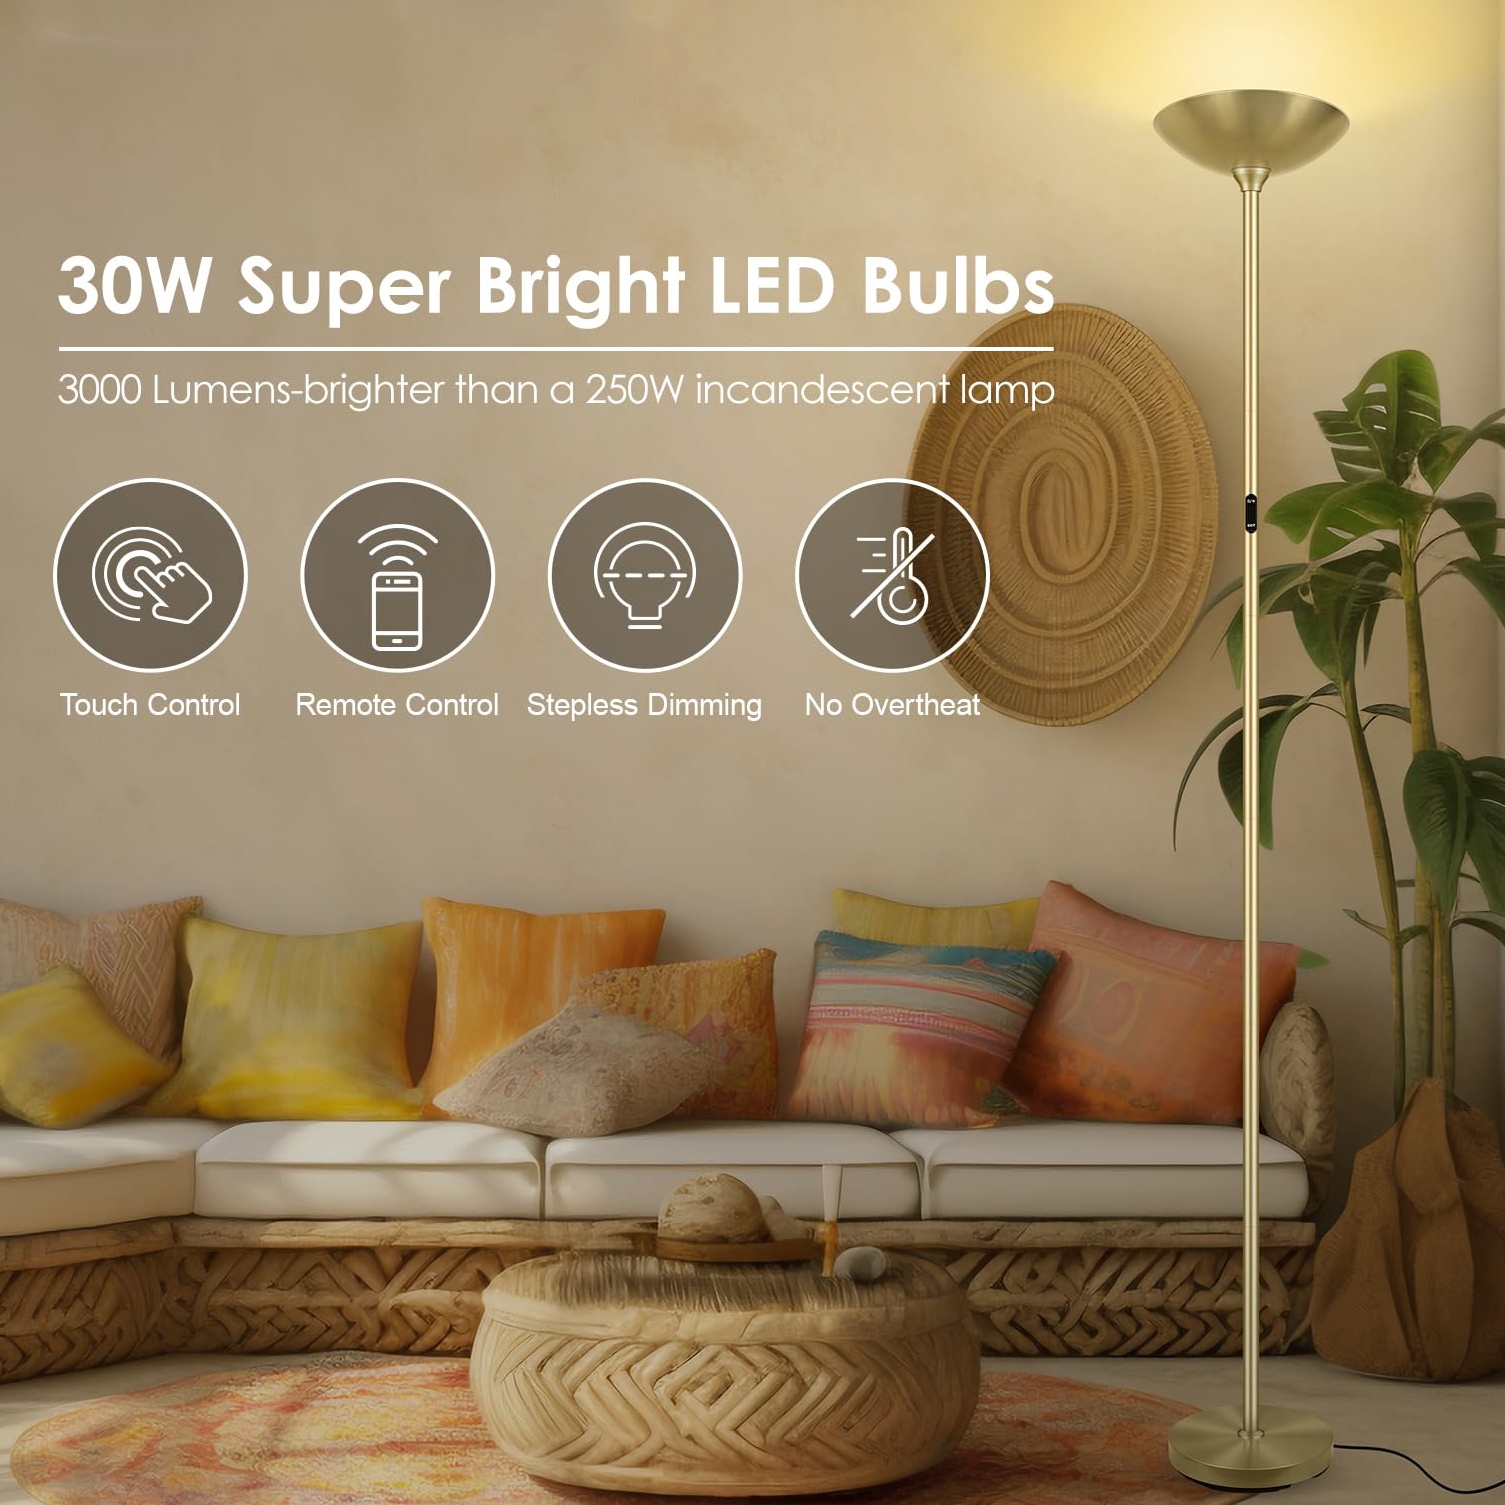 30W Super Bright LED Bulbs
3000 Lumens-brighter than a 250W incandescent lamp
Touch Control
Remote Control
Stepless Dimming
No Overtheat